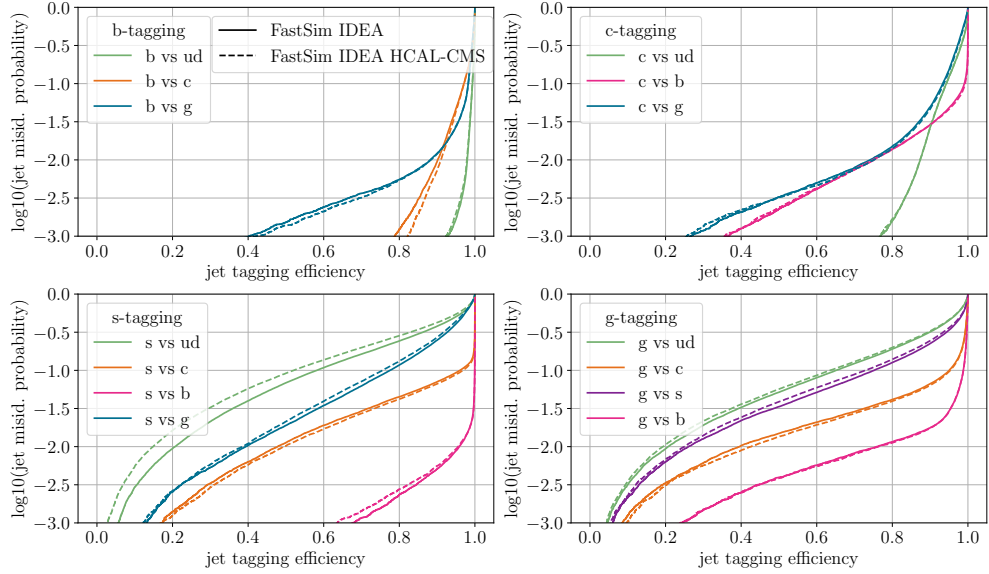 b-tagging
b vs ud
b vs c
b vs g
FastSim IDEA
FastSim IDEA HCAL-CMS
log10(jet misid. probability)
0.0
−0.5
−1.0
−1.5
−2.0
−2.5
−3.0
0.0 0.2 0.4 0.6 0.8 1.0
jet tagging efficiency
c-tagging
c vs ud
c vs b
c vs g
log10(jet misid. probability)
0.0
−0.5
−1.0
−1.5
−2.0
−2.5
−3.0
0.0 0.2 0.4 0.6 0.8 1.0
jet tagging efficiency
s-tagging
s vs ud
s vs c
s vs b
s vs g
log10(jet misid. probability)
0.0
−0.5
−1.0
−1.5
−2.0
−2.5
−3.0
0.0 0.2 0.4 0.6 0.8 1.0
jet tagging efficiency
g-tagging
g vs ud
g vs c
g vs s
g vs b
log10(jet misid. probability)
0.0
−0.5
−1.0
−1.5
−2.0
−2.5
−3.0
0.0 0.2 0.4 0.6 0.8 1.0
jet tagging efficiency